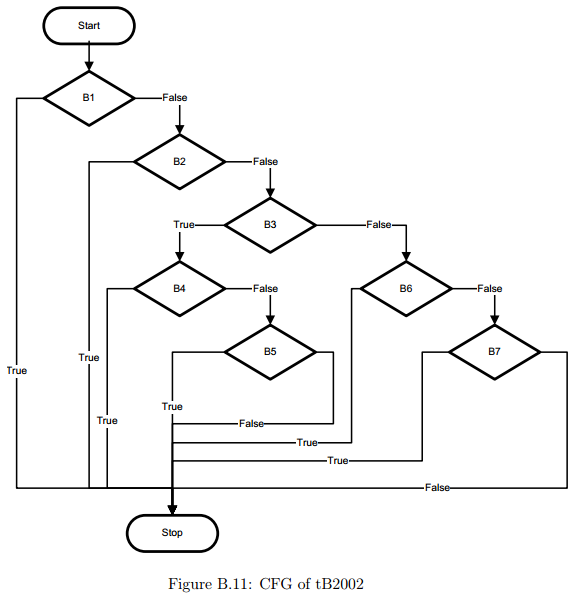 Start
B1
False
B2
False
B3
True
False
B4
False
B6
False
B5
B7
True
True
True
True
False
True
True
False
Stop
Figure B.11: CFG of tB2002